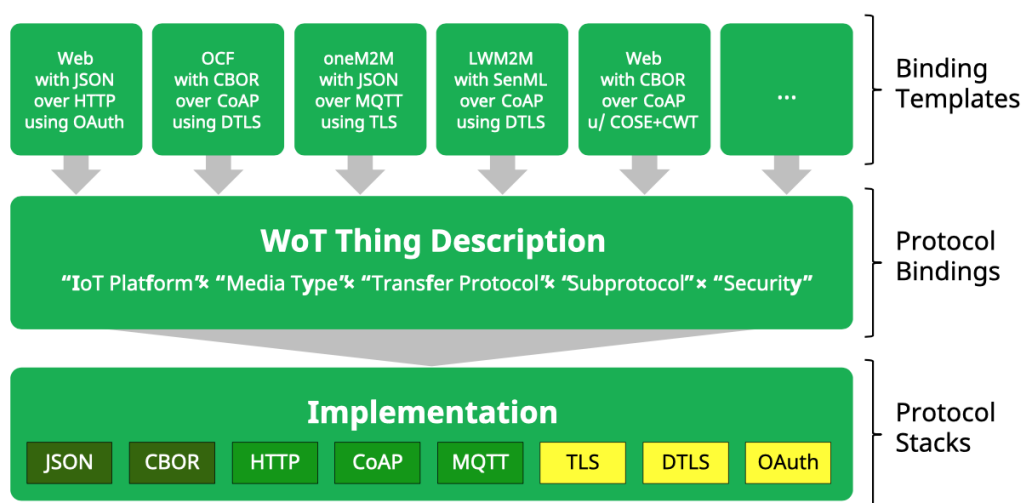 Web
with JSON
over HTTP
using OAuth
OCF
with CBOR
over CoAP
using DTLS
oneM2M
with JSON
over MQTT
using TLS
LWM2M
with SenML
over CoAP
using DTLS
Web
with CBOR
over CoAP
u/ COSE+CWT
...
Binding
Templates
WoT Thing Description
“IoT Platform”× “Media Type”× “Transfer Protocol”× “Subprotocol”× “Security”
Protocol
Bindings
Implementation
JSON CBOR HTTP CoAP MQTT TLS DTLS OAuth
Protocol
Stacks